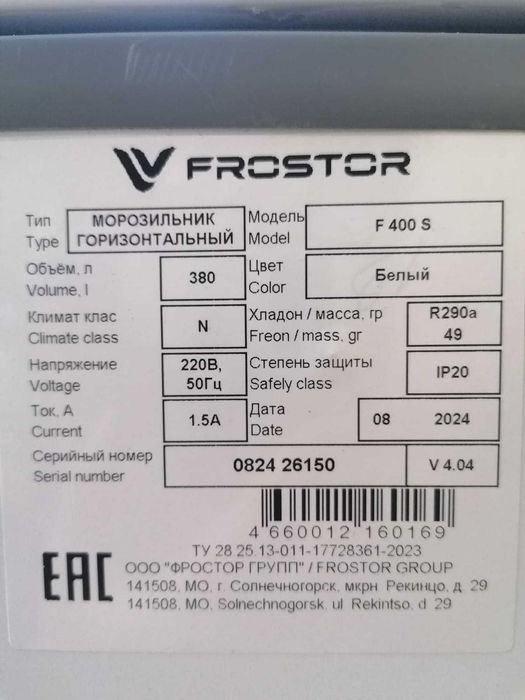 FROSTOR
Тип
Type
МОРОЗИЛЬНИК
ГОРИЗОНТАЛЬНЫЙ
Модель
Model
F 400 S
Объём, л
Volume, l
380
Цвет
Color
Белый
Климат клас
Climate class
N
Хладон / масса, гр
Freon / mass, gr
R290a
49
Напряжение
Voltage
220В,
50Гц
Степень защиты
Safely class
IP20
Ток, А
Current
1.5А
Дата
Date
08 2024
Серийный номер
Serial number
0824 26150
V 4.04
4 660012 160169
ТУ 28.25.13-011-17728361-2023
EAC
ООО "ФРОСТОР ГРУПП" / FROSTOR GROUP
141508, МО, г. Солнечногорск, мкрн. Рекинцо, д. 29
141508, MO, Solnechnogorsk, ul. Rekintso, d. 29